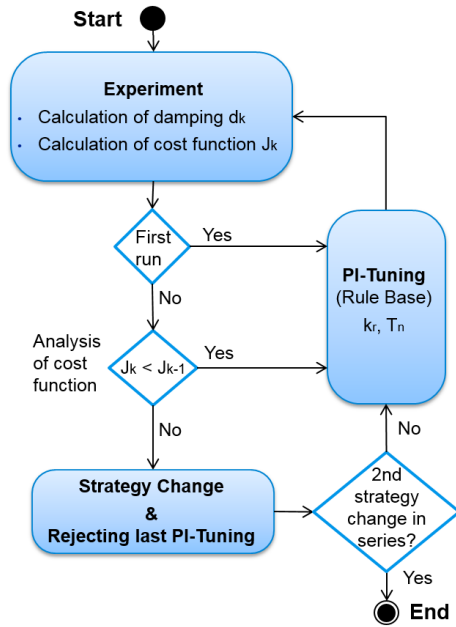 Start
Experiment
· Calculation of damping dk
· Calculation of cost function Jk
First
run
Yes
No
PI-Tuning
(Rule Base)
kr, Tn
Analysis
of cost
function
Jk < Jk-1
Yes
No
No
Strategy Change
&
Rejecting last PI-Tuning
2nd
strategy
change in
series?
Yes
End